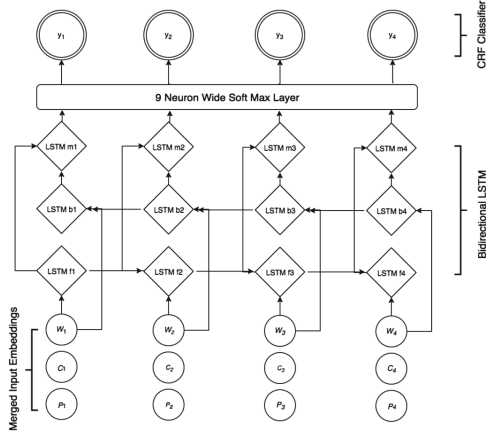 y1 y2 y3 y4
CRF Classifier
9 Neuron Wide Soft Max Layer
LSTM m1 LSTM m2 LSTM m3 LSTM m4
LSTM b1 LSTM b2 LSTM b3 LSTM b4
Bidirectional LSTM
LSTM f1 LSTM f2 LSTM f3 LSTM f4
Merged Input Embeddings
W1 W2 W3 W4
C1 C2 C3 C4
P1 P2 P3 P4